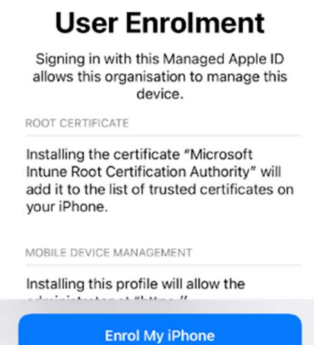 User Enrolment
Signing in with this Managed Apple ID
allows this organisation to manage this
device.
ROOT CERTIFICATE
Installing the certificate “Microsoft
Intune Root Certification Authority” will
add it to the list of trusted certificates on
your iPhone.
MOBILE DEVICE MANAGEMENT
Installing this profile will allow the
Enrol My iPhone